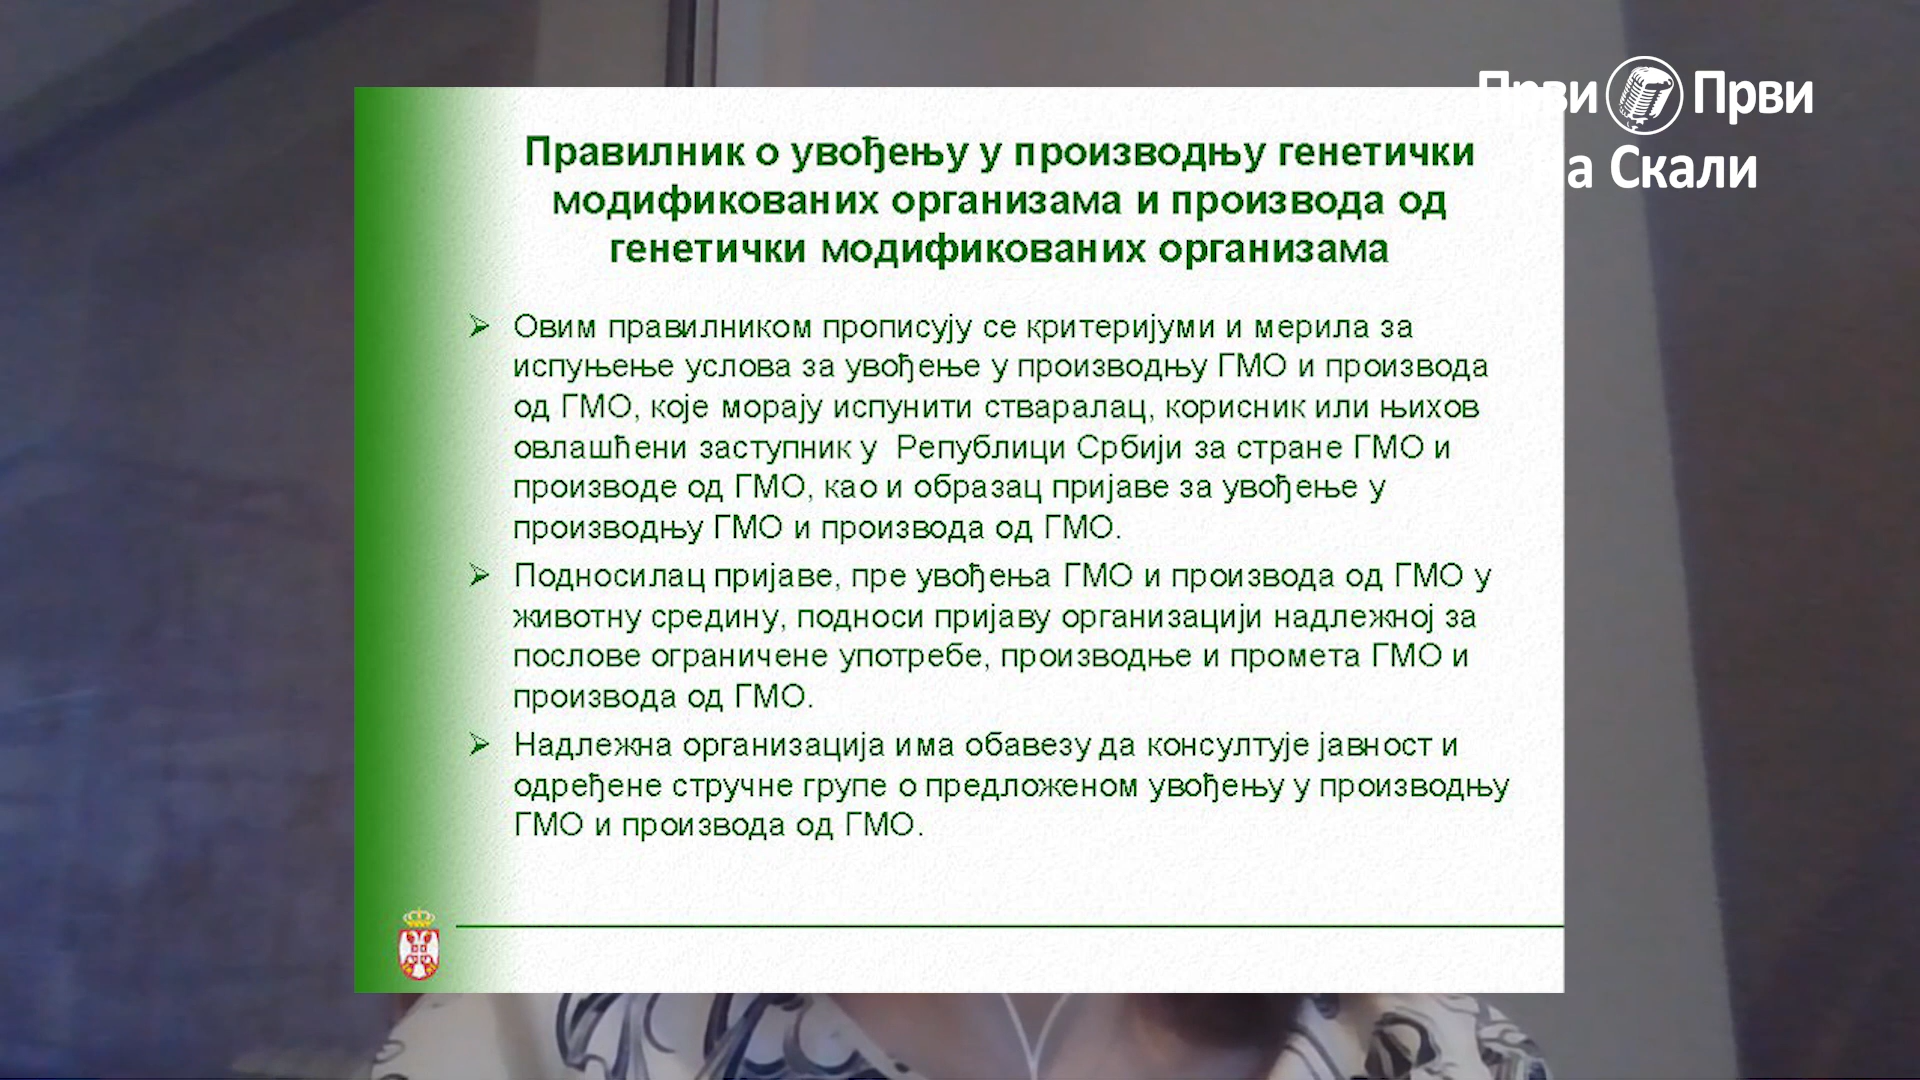 Први Први
а Скали
Правилник о увођењу у производњу генетички
модификованих организама и производа од
генетички модификованих организама
Овим правилником прописују се критеријуми и мерила за
испуњење услова за увођење у производњу ГМО и производа
од ГМО, које морају испунити стваралац, корисник или њихов
овлашћени заступник у Републици Србији за стране ГМО и
производе од ГМО, као и образац пријаве за увођење у
производњу ГМО и производа од ГМО.
Подносилац пријаве, пре увођења ГМО и производа од ГМО у
животну средину, подноси пријаву организацији надлежној за
послове ограничене употребе, производње и промета ГМО и
производа од ГМО.
Надлежна организација има обавезу да консултује јавност и
одређене стручне групе о предложеном увођењу у производњу
ГМО и производа од ГМО.